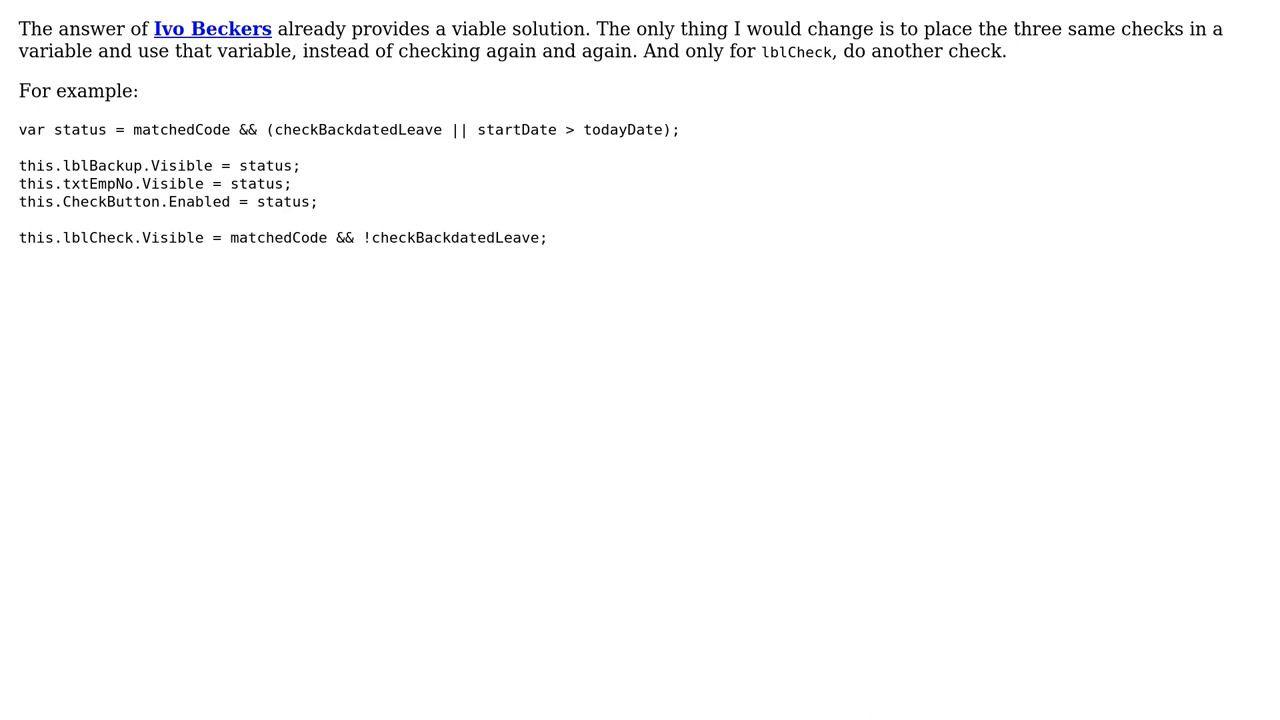 The answer of Ivo Beckers already provides a viable solution. The only thing I would change is to place the three same checks in a
variable and use that variable, instead of checking again and again. And only for lblCheck, do another check.
For example:
var status = matchedCode && (checkBackdatedLeave || startDate > todayDate);
this.lblBackup.Visible = status;
this.txtEmpNo.Visible = status;
this.CheckButton.Enabled = status;
this.lblCheck.Visible = matchedCode && !checkBackdatedLeave;